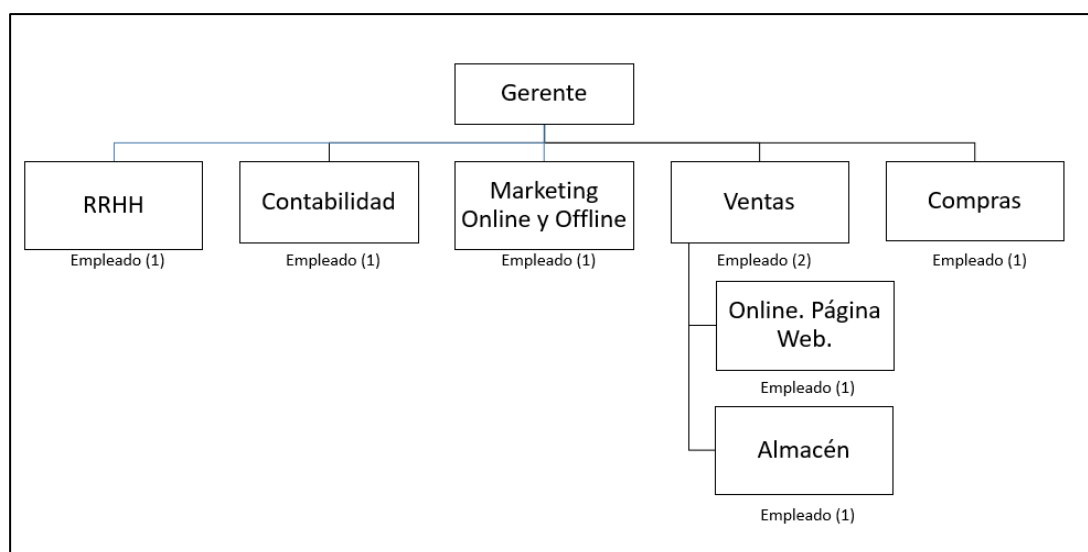 Gerente
RRHH
Empleado (1)
Contabilidad
Empleado (1)
Marketing
Online y Offline
Empleado (1)
Ventas
Empleado (2)
Online. Página
Web.
Empleado (1)
Almacén
Empleado (1)
Compras
Empleado (1)